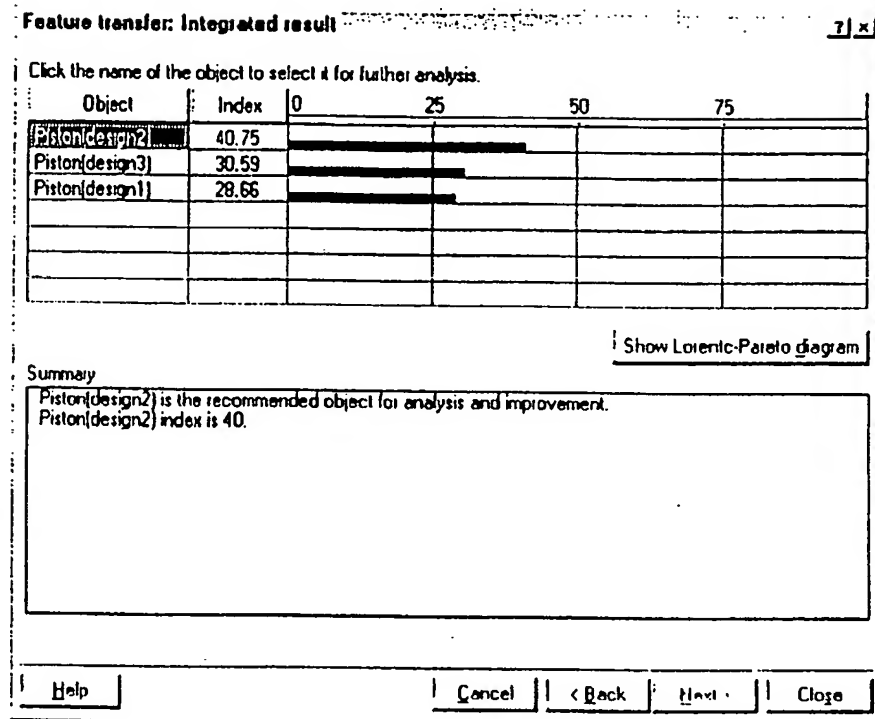 Feature transfer: Integrated result ? ×
Click the name of the object to select it for further analysis.
Object Index 0 25 50 75
Piston(design2) 40.75
Piston(design3) 30.59
Piston(design1) 28.66
Show Lorentc-Pareto diagram
Summary
Piston(design2) is the recommended object for analysis and improvement.
Piston(design2) index is 40.
Help Cancel < Back Next > Close